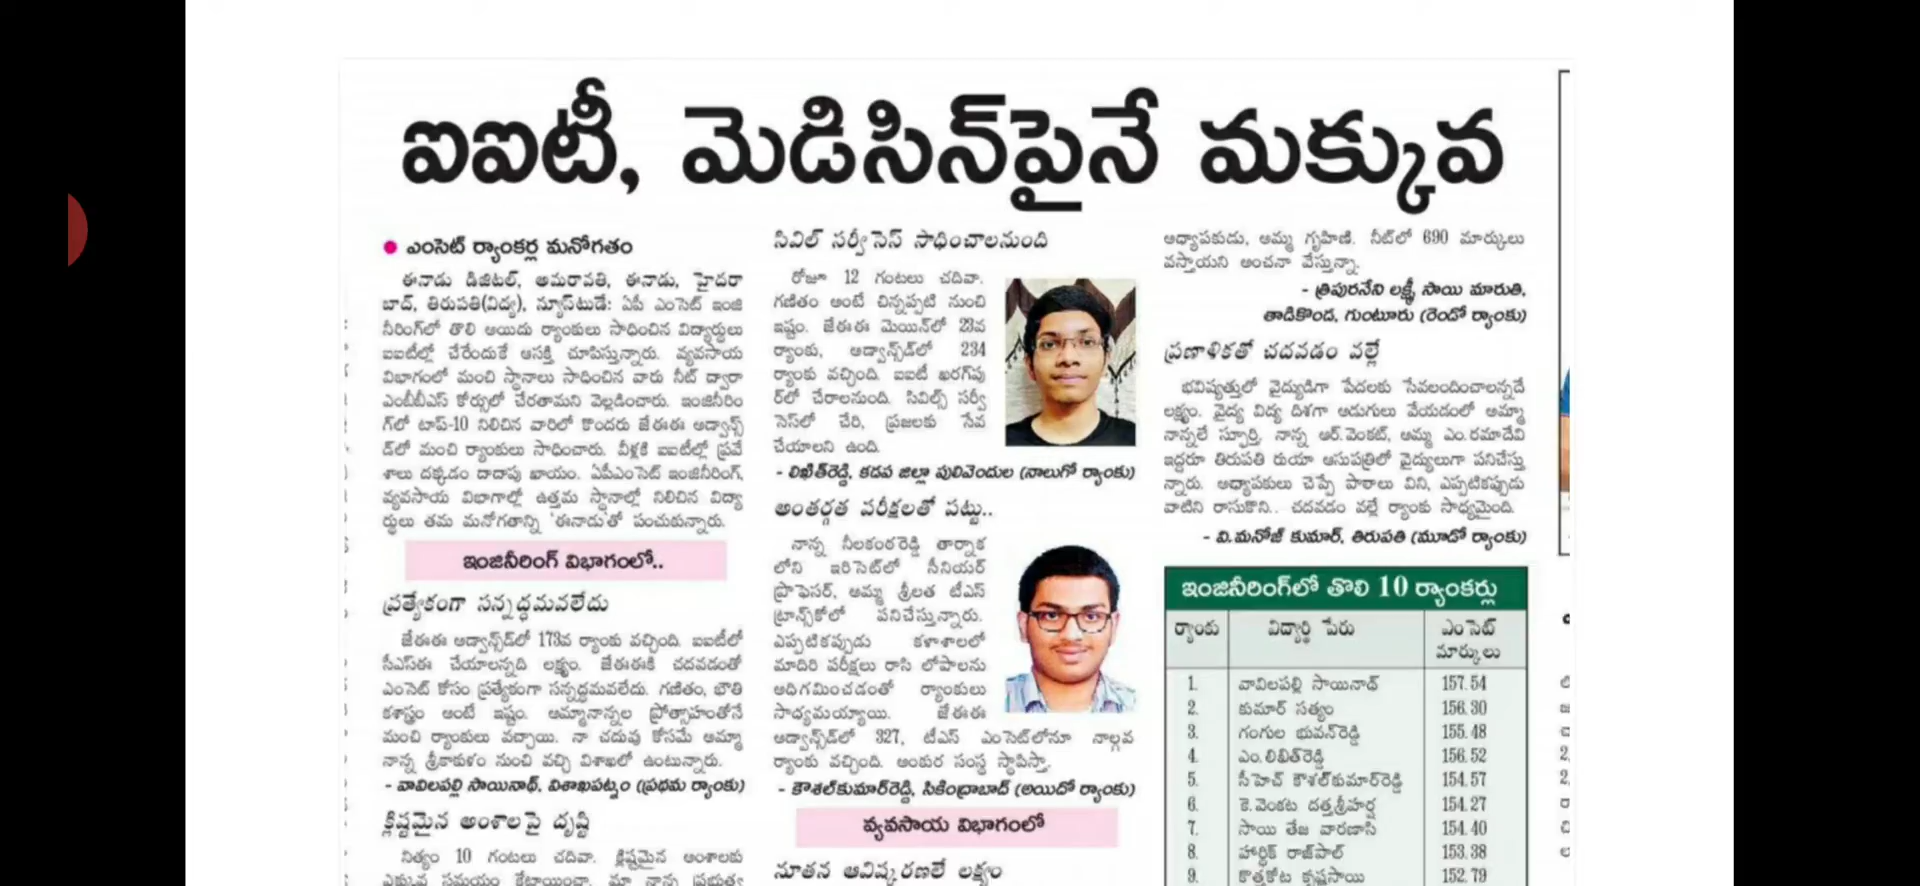 ఐఐటీ, మెడిసిన్‌పైనే మక్కువ
● ఎంసెట్ ర్యాంకర్ల మనోగతం
ఈనాడు డిజిటల్, అమరావతి, ఈనాడు, హైదరా
బాద్, తిరుపతి(విద్య), న్యూస్‌టుడే: ఏపీ ఎంసెట్ ఇంజి
నీరింగ్‌లో తొలి అయిదు ర్యాంకులు సాధించిన విద్యార్థులు
ఐఐటీల్లో చేరేందుకే ఆసక్తి చూపిస్తున్నారు. వ్యవసాయ
విభాగంలో మంచి స్థానాలు సాధించిన వారు నీట్ ద్వారా
ఎంబీబీఎస్ కోర్సులో చేరతామని వెల్లడించారు. ఇంజినీరిం
గ్‌లో టాప్-10 నిలిచిన వారిలో కొందరు జేఈఈ అడ్వాన్స్‌
డ్‌లో మంచి ర్యాంకులు సాధించారు. వీళ్లకి ఐఐటీల్లో ప్రవే
శాలు దక్కడం దాదాపు ఖాయం. ఏపీఎంసెట్ ఇంజినీరింగ్,
వ్యవసాయ విభాగాల్లో ఉత్తమ స్థానాల్లో నిలిచిన విద్యా
ర్థులు తమ మనోగతాన్ని 'ఈనాడు'తో పంచుకున్నారు.
ఇంజినీరింగ్ విభాగంలో..
ప్రత్యేకంగా సన్నద్ధమవలేదు
జేఈఈ అడ్వాన్స్‌డ్‌లో 173వ ర్యాంకు వచ్చింది. ఐఐటీలో
సీఎస్ఈ చేయాలన్నది లక్ష్యం. జేఈఈకి చదవడంతో
ఎంసెట్ కోసం ప్రత్యేకంగా సన్నద్ధమవలేదు. గణితం, భౌతి
కశాస్త్రం అంటే ఇష్టం. అమ్మానాన్నల ప్రోత్సాహంతోనే
మంచి ర్యాంకులు వచ్చాయి. నా చదువు కోసమే అమ్మా
నాన్న శ్రీకాకుళం నుంచి వచ్చి విశాఖలో ఉంటున్నారు.
- వావిలపల్లి సాయినాథ్, విశాఖపట్నం (ప్రథమ ర్యాంకు)
క్లిష్టమైన అంశాలపై దృష్టి
నిత్యం 10 గంటలు చదివా. క్లిష్టమైన అంశాలకు
ఎక్కువ సమయం కేటాయించా. మా నాన్న ప్రభుత్వ
సివిల్ సర్వీసెస్ సాధించాలనుంది
రోజూ 12 గంటలు చదివా.
గణితం అంటే చిన్నప్పటి నుంచి
ఇష్టం. జేఈఈ మెయిన్‌లో 23వ
ర్యాంకు, అడ్వాన్స్‌డ్‌లో 234
ర్యాంకు వచ్చింది. ఐఐటీ ఖరగ్‌పు
ర్‌లో చేరాలనుంది. సివిల్స్ సర్వీ
సెస్‌లో చేరి, ప్రజలకు సేవ
చేయాలని ఉంది.
- లిఖిత్‌రెడ్డి, కడప జిల్లా పులివెందుల (నాలుగో ర్యాంకు)
అంతర్గత పరీక్షలతో పట్టు..
నాన్న నీలకంఠరెడ్డి తార్నాక
లోని ఇరిసెట్‌లో సీనియర్
ప్రొఫెసర్, అమ్మ శ్రీలత టీఎస్
ట్రాన్స్‌కోలో పనిచేస్తున్నారు.
ఎప్పటికప్పుడు కళాశాలలో
మాదిరి పరీక్షలు రాసి లోపాలను
అధిగమించడంతో ర్యాంకులు
సాధ్యమయ్యాయి. జేఈఈ
అడ్వాన్స్‌డ్‌లో 327, టీఎస్ ఎంసెట్‌లోనూ నాల్గవ
ర్యాంకు వచ్చింది. అంకుర సంస్థ స్థాపిస్తా.
- కౌశల్‌కుమార్‌రెడ్డి, సికింద్రాబాద్ (అయిదో ర్యాంకు)
వ్యవసాయ విభాగంలో
నూతన ఆవిష్కరణలే లక్ష్యం
అధ్యాపకుడు, అమ్మ గృహిణి. నీట్‌లో 690 మార్కులు
వస్తాయని అంచనా వేస్తున్నా.
- త్రిపురనేని లక్ష్మీ సాయి మారుతి,
తాడికొండ, గుంటూరు (రెండో ర్యాంకు)
ప్రణాళికతో చదవడం వల్లే
భవిష్యత్తులో వైద్యుడిగా పేదలకు సేవలందించాలన్నదే
లక్ష్యం. వైద్య విద్య దిశగా అడుగులు వేయడంలో అమ్మా
నాన్నలే స్ఫూర్తి. నాన్న ఆర్.వెంకట్, అమ్మ ఎం.రమాదేవి
ఇద్దరూ తిరుపతి రుయా ఆసుపత్రిలో వైద్యులుగా పనిచేస్తు
న్నారు. అధ్యాపకులు చెప్పే పాఠాలు విని, ఎప్పటికప్పుడు
వాటిని రాసుకొని.. చదవడం వల్లే ర్యాంకు సాధ్యమైంది.
- వి.మనోజ్ కుమార్, తిరుపతి (మూడో ర్యాంకు)
ఇంజినీరింగ్‌లో తొలి 10 ర్యాంకర్లు
ర్యాంకు విద్యార్థి పేరు ఎంసెట్
మార్కులు
1. వావిలపల్లి సాయినాథ్ 157.54
2. కుమార్ సత్యం 156.30
3. గంగుల భువన్‌రెడ్డి 155.48
4. ఎం.లిఖిత్‌రెడ్డి 156.52
5. సీహెచ్ కౌశల్‌కుమార్‌రెడ్డి 154.57
6. కె.వెంకట దత్తశ్రీహర్ష 154.27
7. సాయి తేజ వారణాసి 154.40
8. హార్థిక్ రాజ్‌పాల్ 153.38
9. కొత్తకోట కృష్ణసాయి 152.79